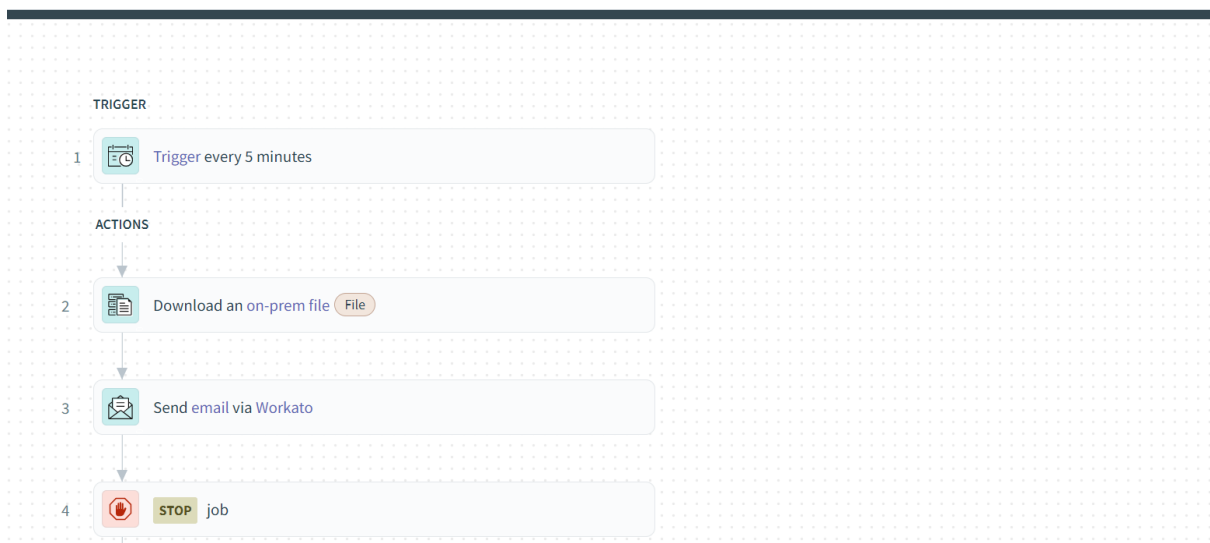 TRIGGER
1 Trigger every 5 minutes
ACTIONS
2 Download an on-prem file File
3 Send email via Workato
4 STOP job